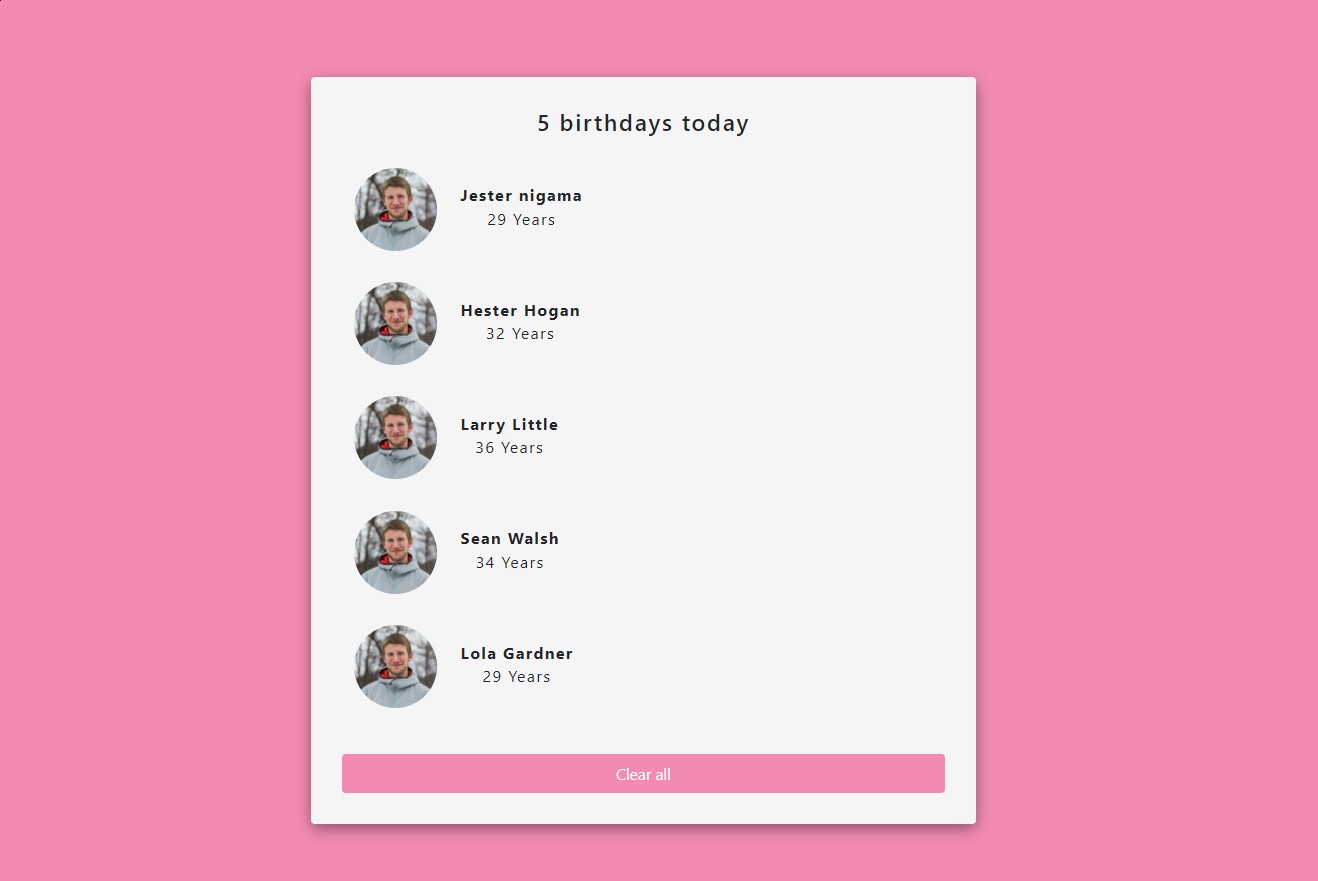 5 birthdays today
Jester nigama
29 Years
Hester Hogan
32 Years
Larry Little
36 Years
Sean Walsh
34 Years
Lola Gardner
29 Years
Clear all